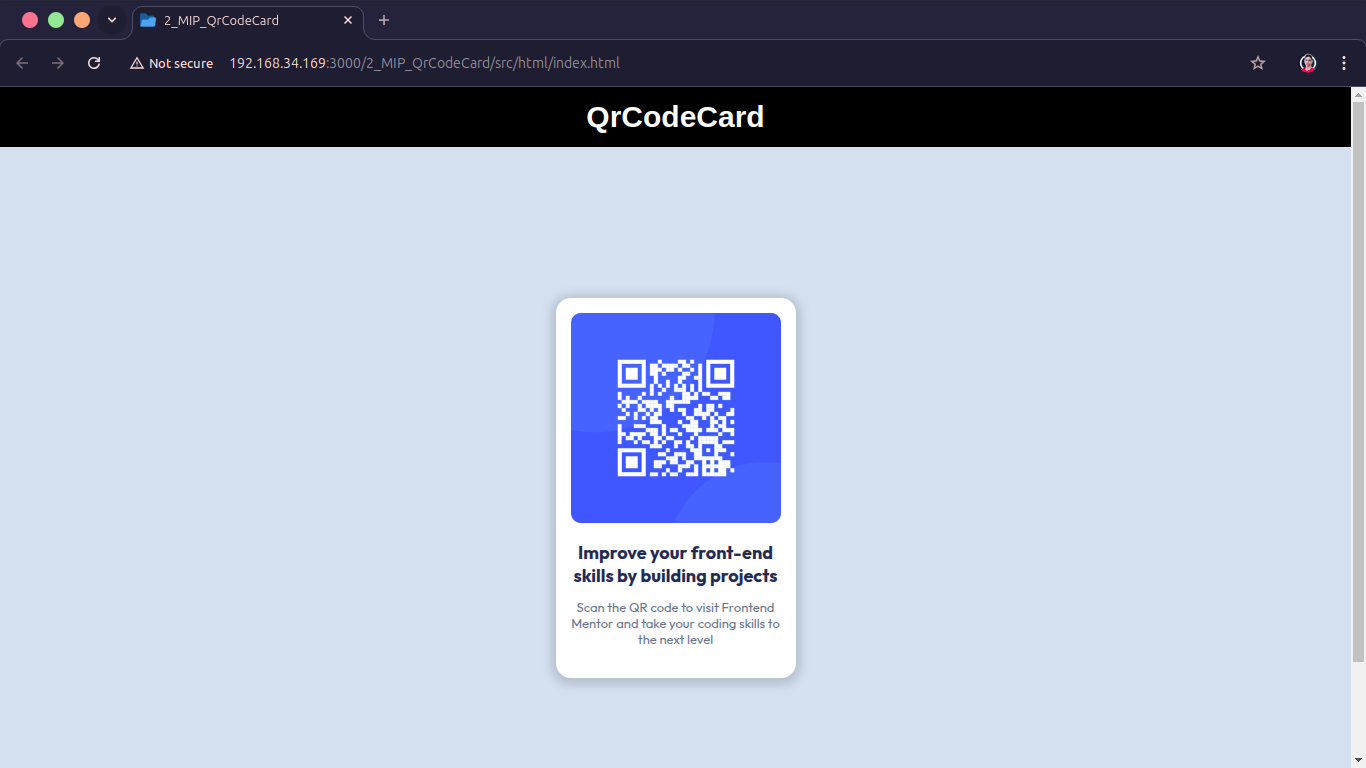 2_MIP_QrCodeCard
Not secure 192.168.34.169:3000/2_MIP_QrCodeCard/src/html/index.html
QrCodeCard
Improve your front-end
skills by building projects
Scan the QR code to visit Frontend
Mentor and take your coding skills to
the next level